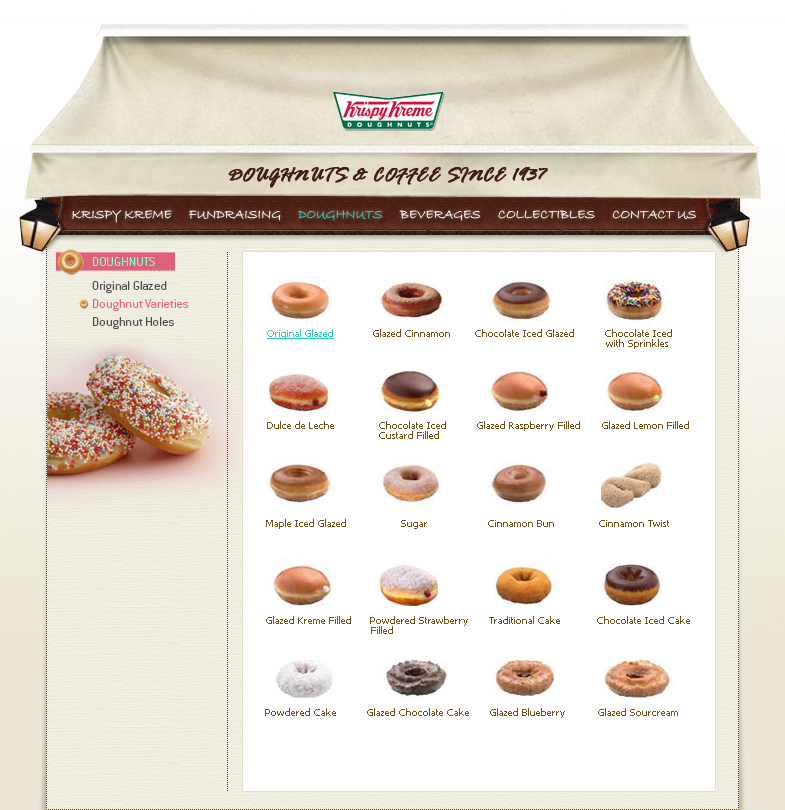 Krispy Kreme
DOUGHNUTS
DOUGHNUTS & COFFEE SINCE 1937
KRISPY KREME FUNDRAISING DOUGHNUTS BEVERAGES COLLECTIBLES CONTACT US
DOUGHNUTS
Original Glazed
Doughnut Varieties
Doughnut Holes
Original Glazed
Glazed Cinnamon
Chocolate Iced Glazed
Chocolate Iced
with Sprinkles
Dulce de Leche
Chocolate Iced
Custard Filled
Glazed Raspberry Filled
Glazed Lemon Filled
Maple Iced Glazed
Sugar
Cinnamon Bun
Cinnamon Twist
Glazed Kreme Filled
Powdered Strawberry
Filled
Traditional Cake
Chocolate Iced Cake
Powdered Cake
Glazed Chocolate Cake
Glazed Blueberry
Glazed Sourcream